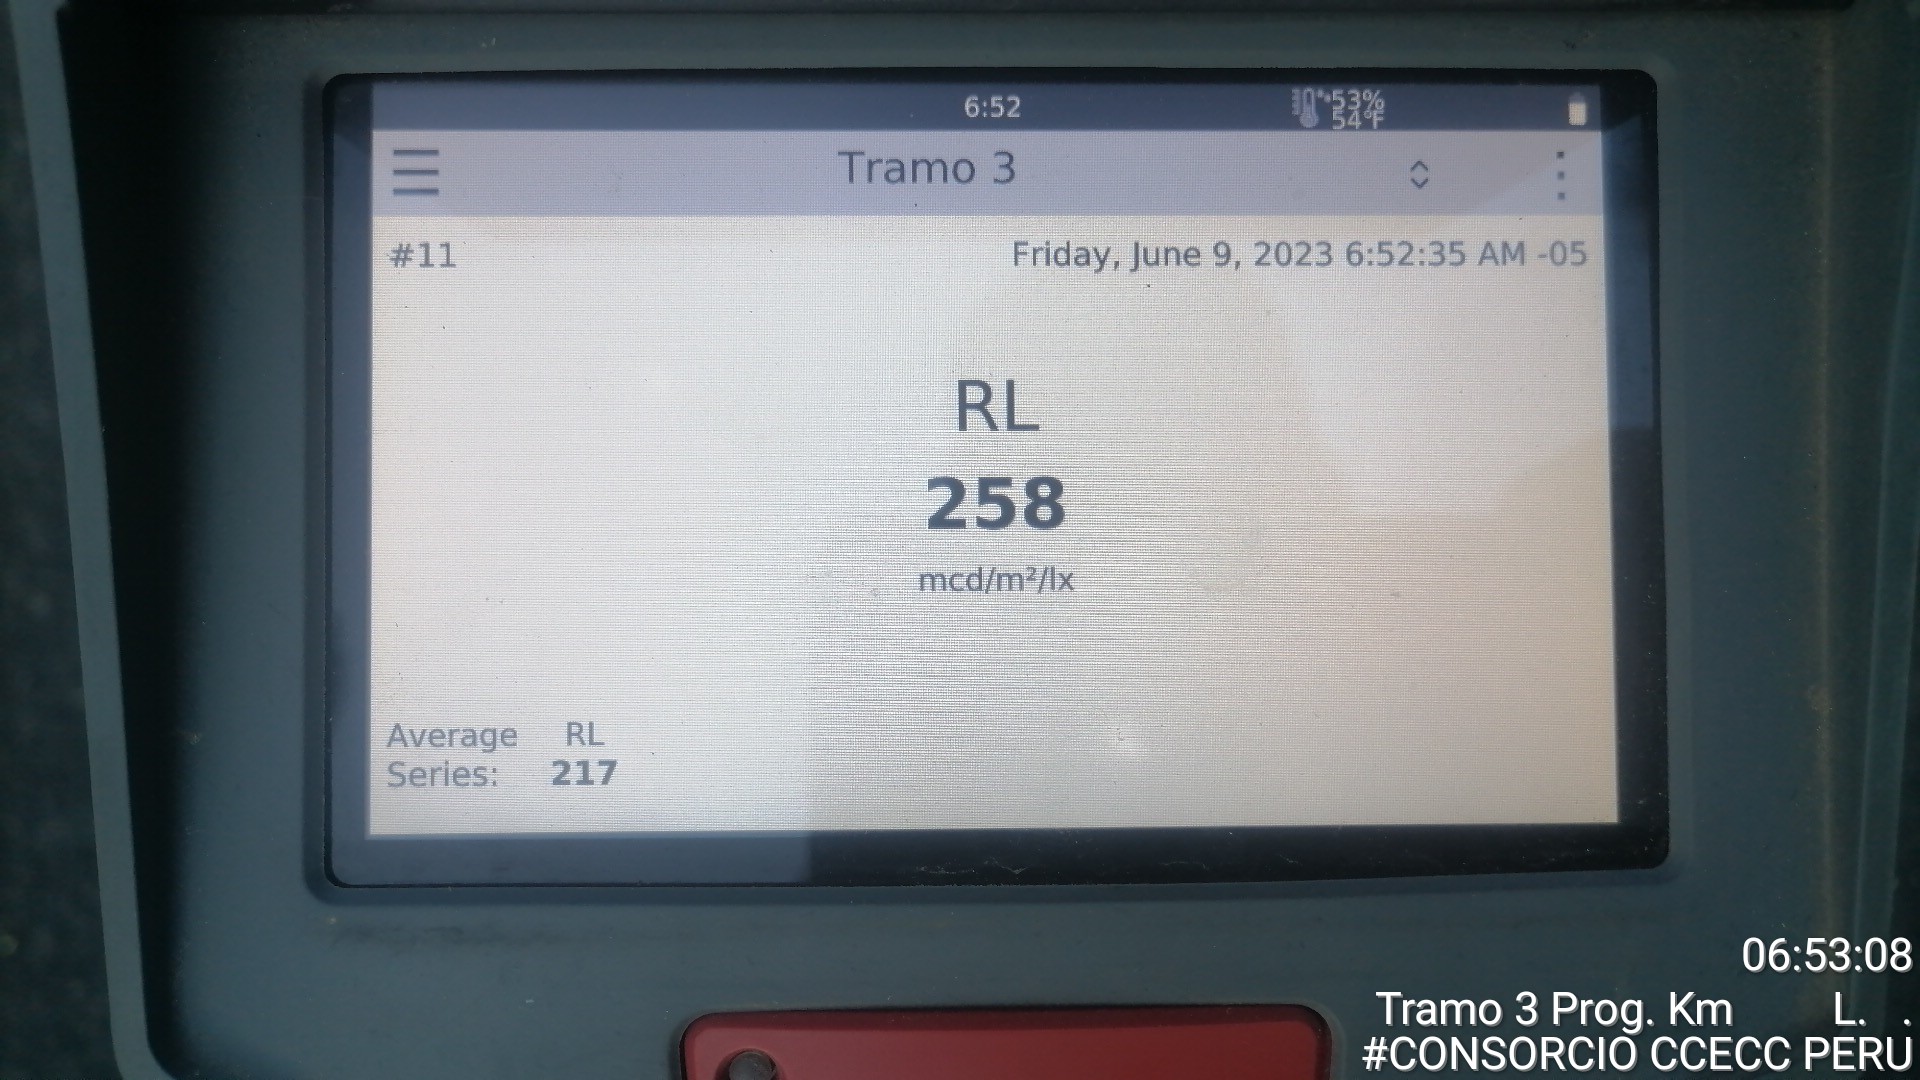 6:52
53%
54°F
Tramo 3
#11
Friday, June 9, 2023 6:52:35 AM -05
RL
258
mcd/m²/lx
Average RL
Series: 217
06:53:08
Tramo 3 Prog. Km L. .
#CONSORCIO CCECC PERU